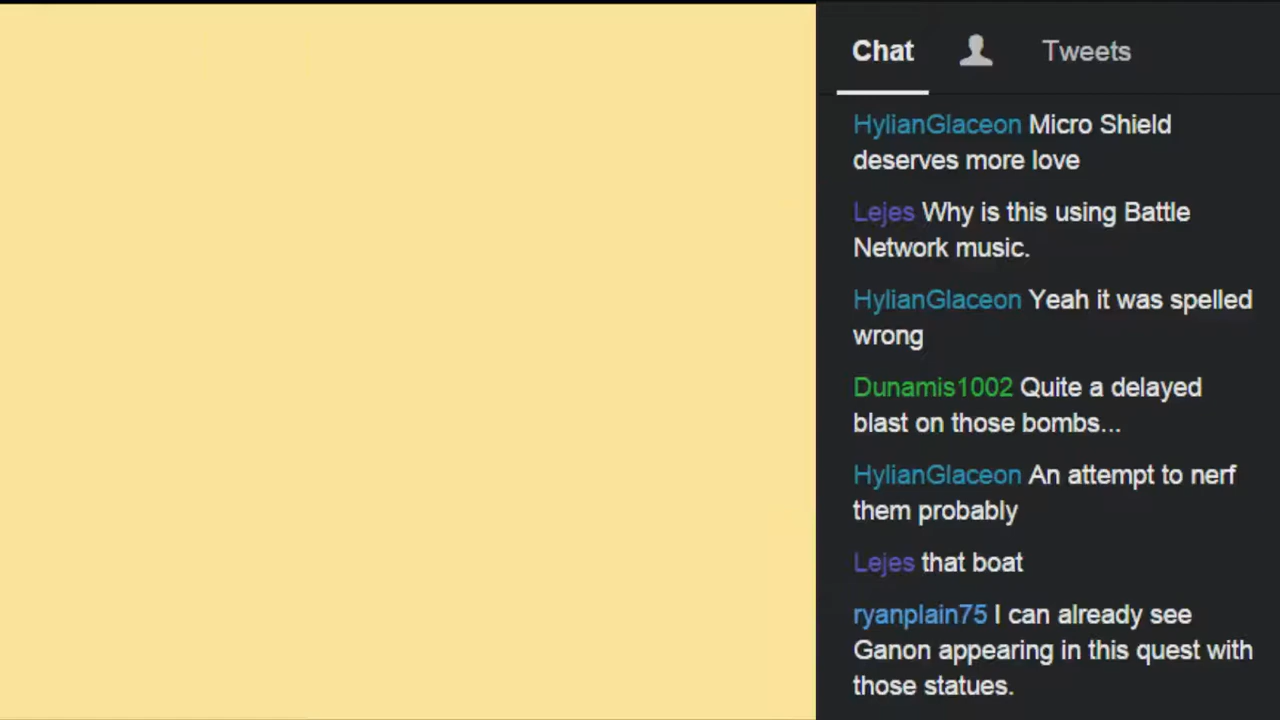 Chat Tweets
HylianGlaceon Micro Shield
deserves more love
Lejes Why is this using Battle
Network music.
HylianGlaceon Yeah it was spelled
wrong
Dunamis1002 Quite a delayed
blast on those bombs...
HylianGlaceon An attempt to nerf
them probably
Lejes that boat
ryanplain75 I can already see
Ganon appearing in this quest with
those statues.